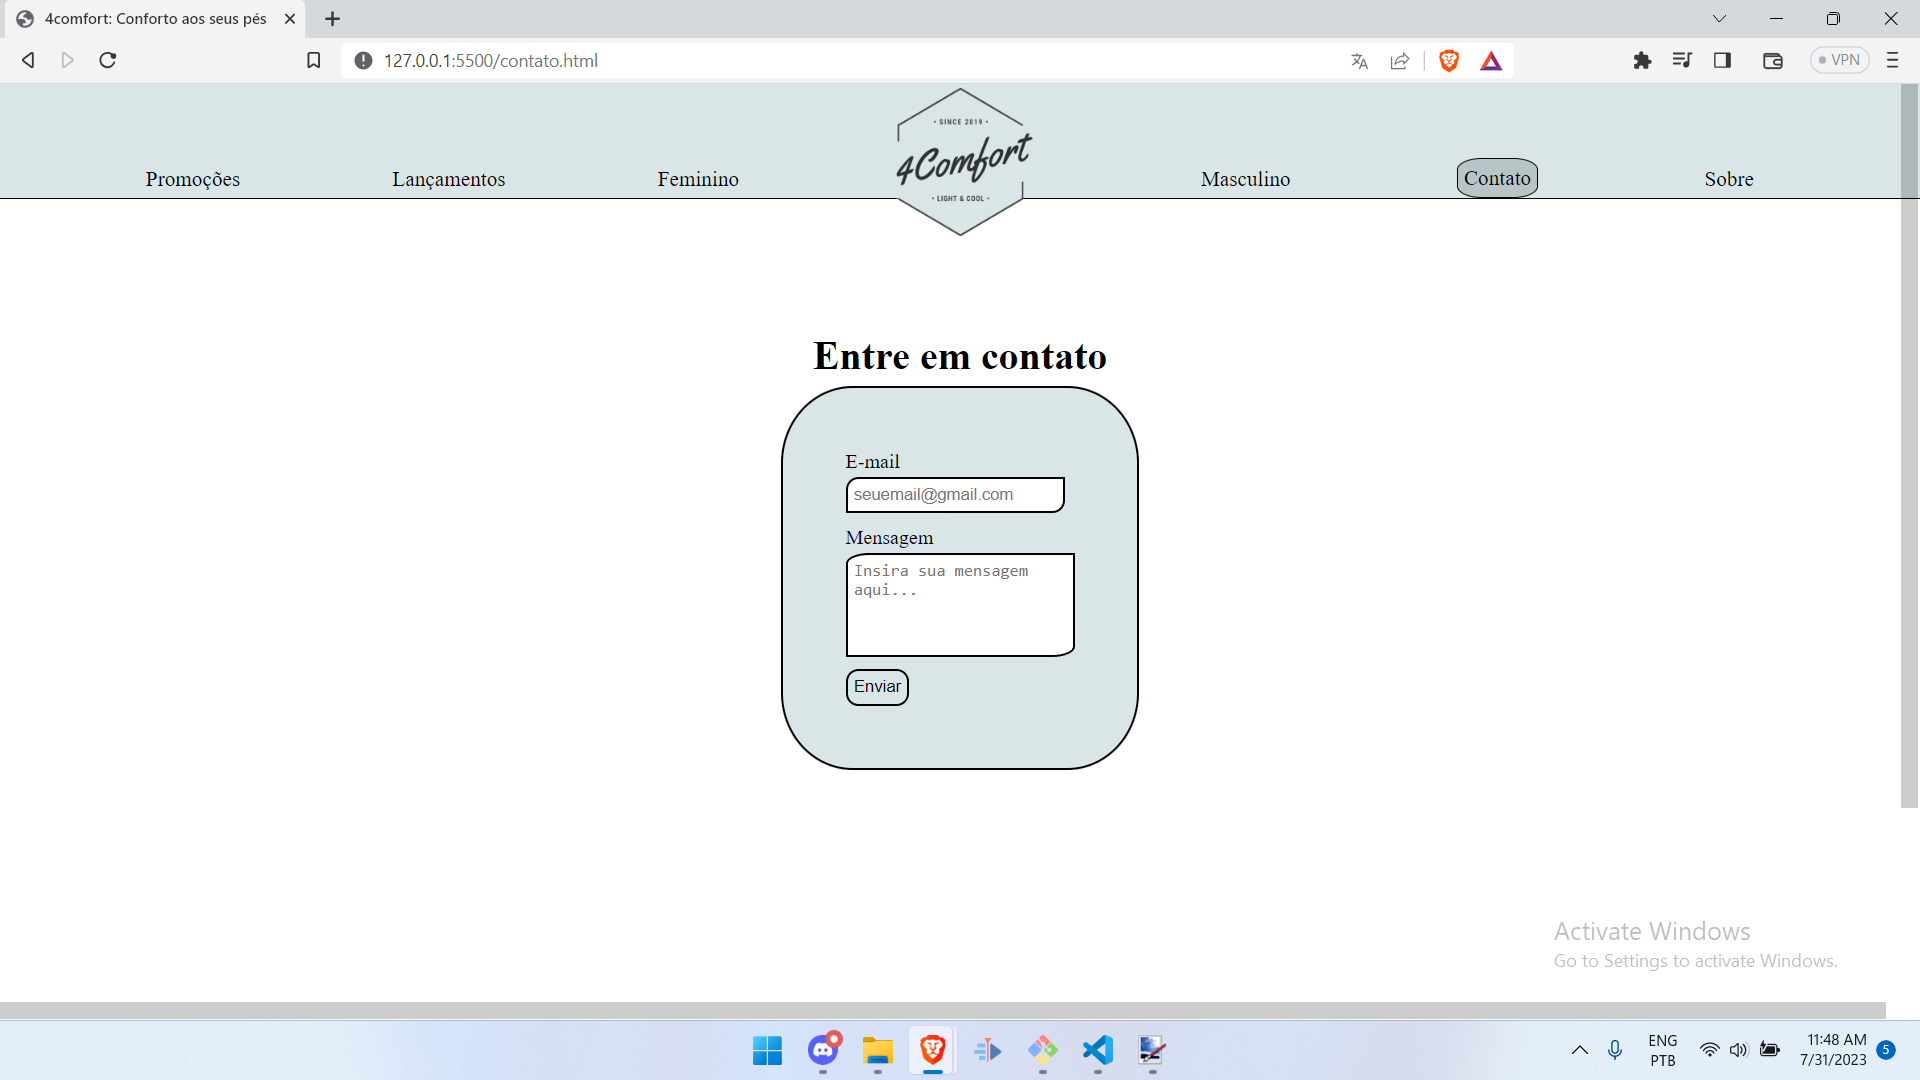 4comfort: Conforto aos seus pés
127.0.0.1:5500/contato.html
VPN
• SINCE 2019 •
4Comfort
• LIGHT & COOL •
Promoções
Lançamentos
Feminino
Masculino
Contato
Sobre
Entre em contato
E-mail
seuemail@gmail.com
Mensagem
Insira sua mensagem
aqui...
Enviar
Activate Windows
Go to Settings to activate Windows.
ENG
PTB
11:48 AM
7/31/2023
5